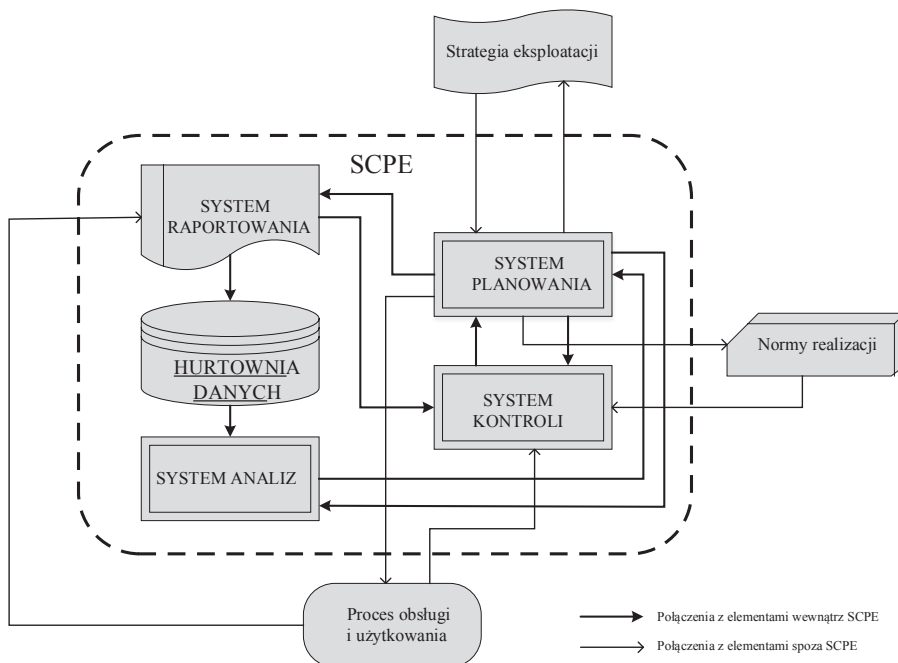 Strategia eksploatacji
SCPE
SYSTEM
RAPORTOWANIA
SYSTEM
PLANOWANIA
HURTOWNIA
DANYCH
Normy realizacji
SYSTEM
KONTROLI
SYSTEM ANALIZ
Proces obsługi
i użytkowania
Połączenia z elementami wewnątrz SCPE
Połączenia z elementami spoza SCPE